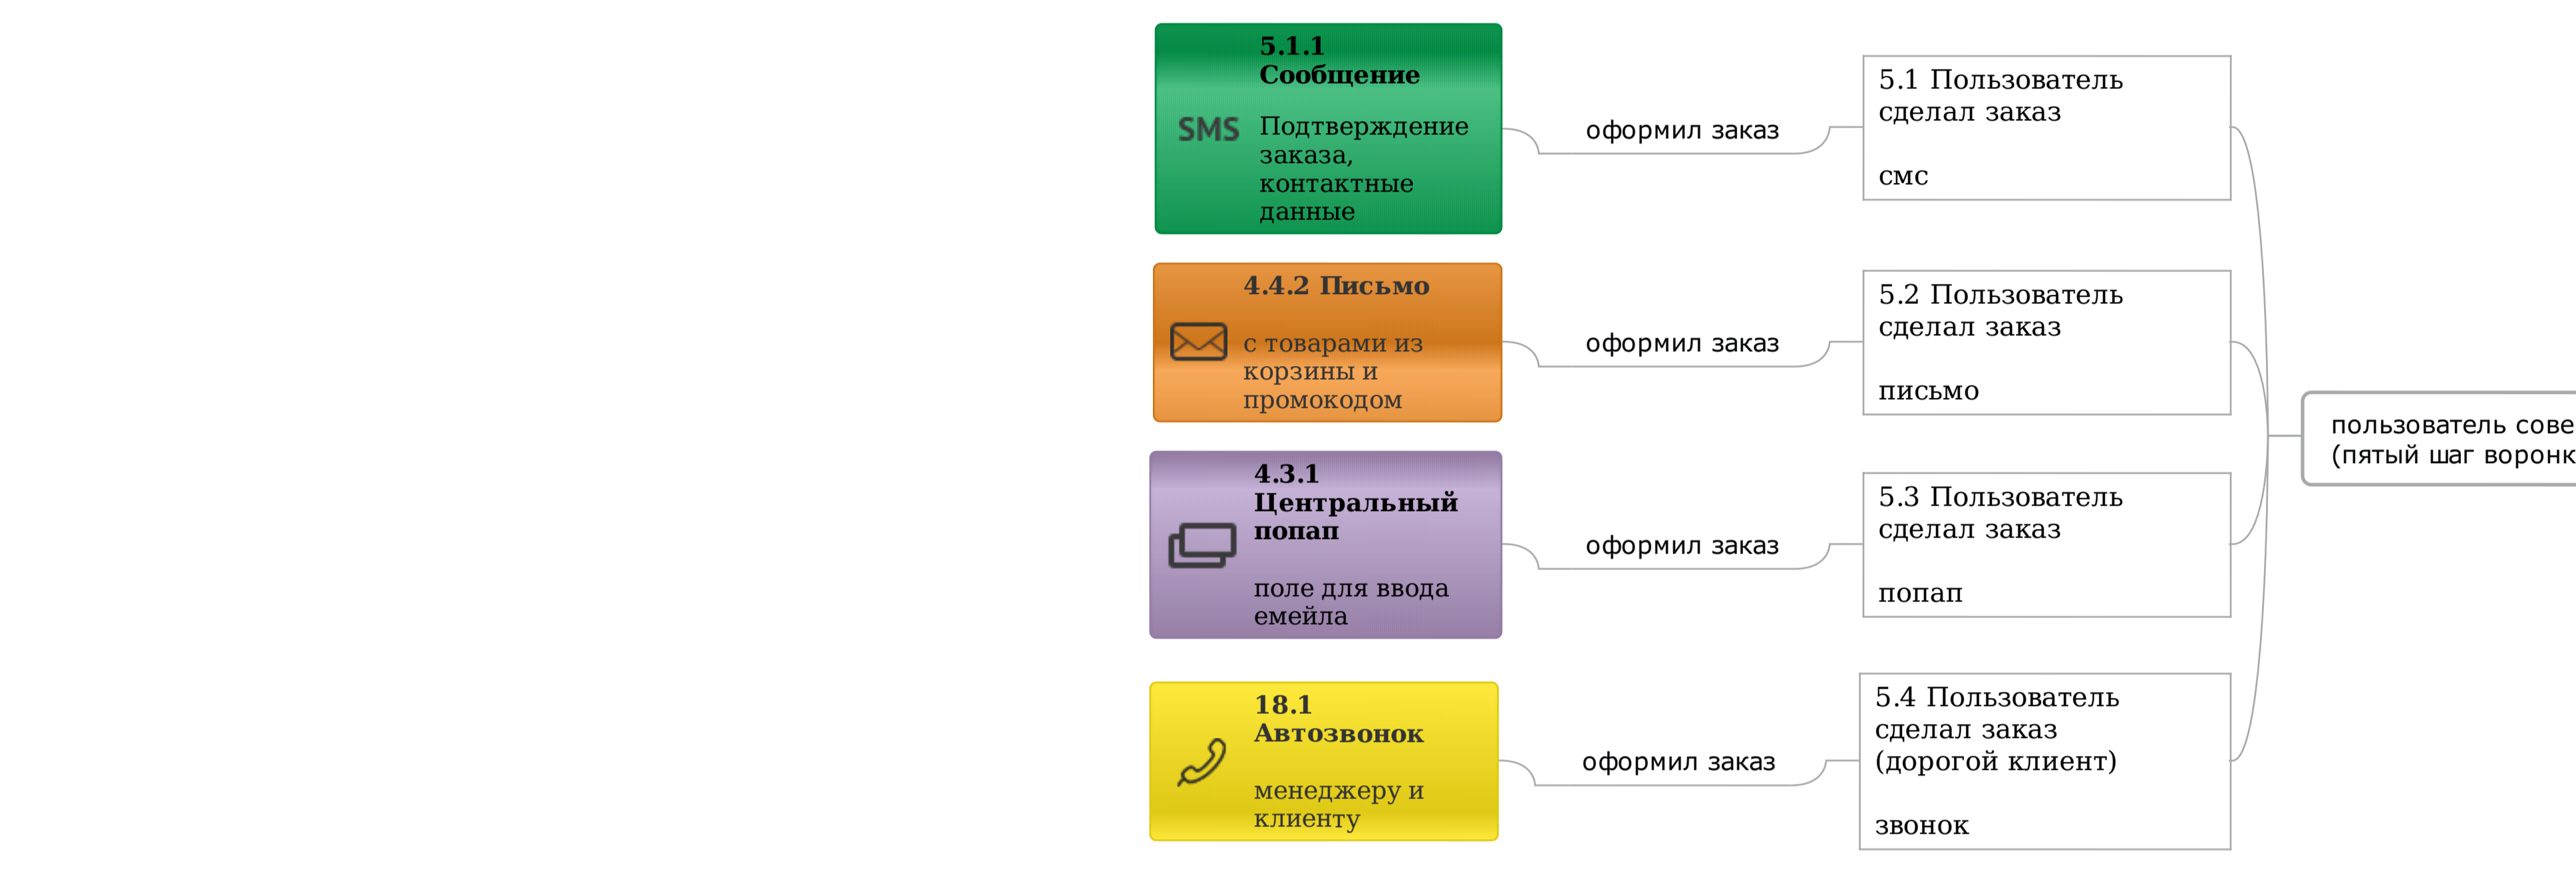 5.1.1
Сообщение
SMS
Подтверждение
заказа,
контактные
данные
оформил заказ
5.1 Пользователь
сделал заказ
смс
4.4.2 Письмо
с товарами из
корзины и
промокодом
оформил заказ
5.2 Пользователь
сделал заказ
письмо
4.3.1
Центральный
попап
поле для ввода
емейла
оформил заказ
5.3 Пользователь
сделал заказ
попап
18.1
Автозвонок
менеджеру и
клиенту
оформил заказ
5.4 Пользователь
сделал заказ
(дорогой клиент)
звонок
пользователь
(пятый шаг